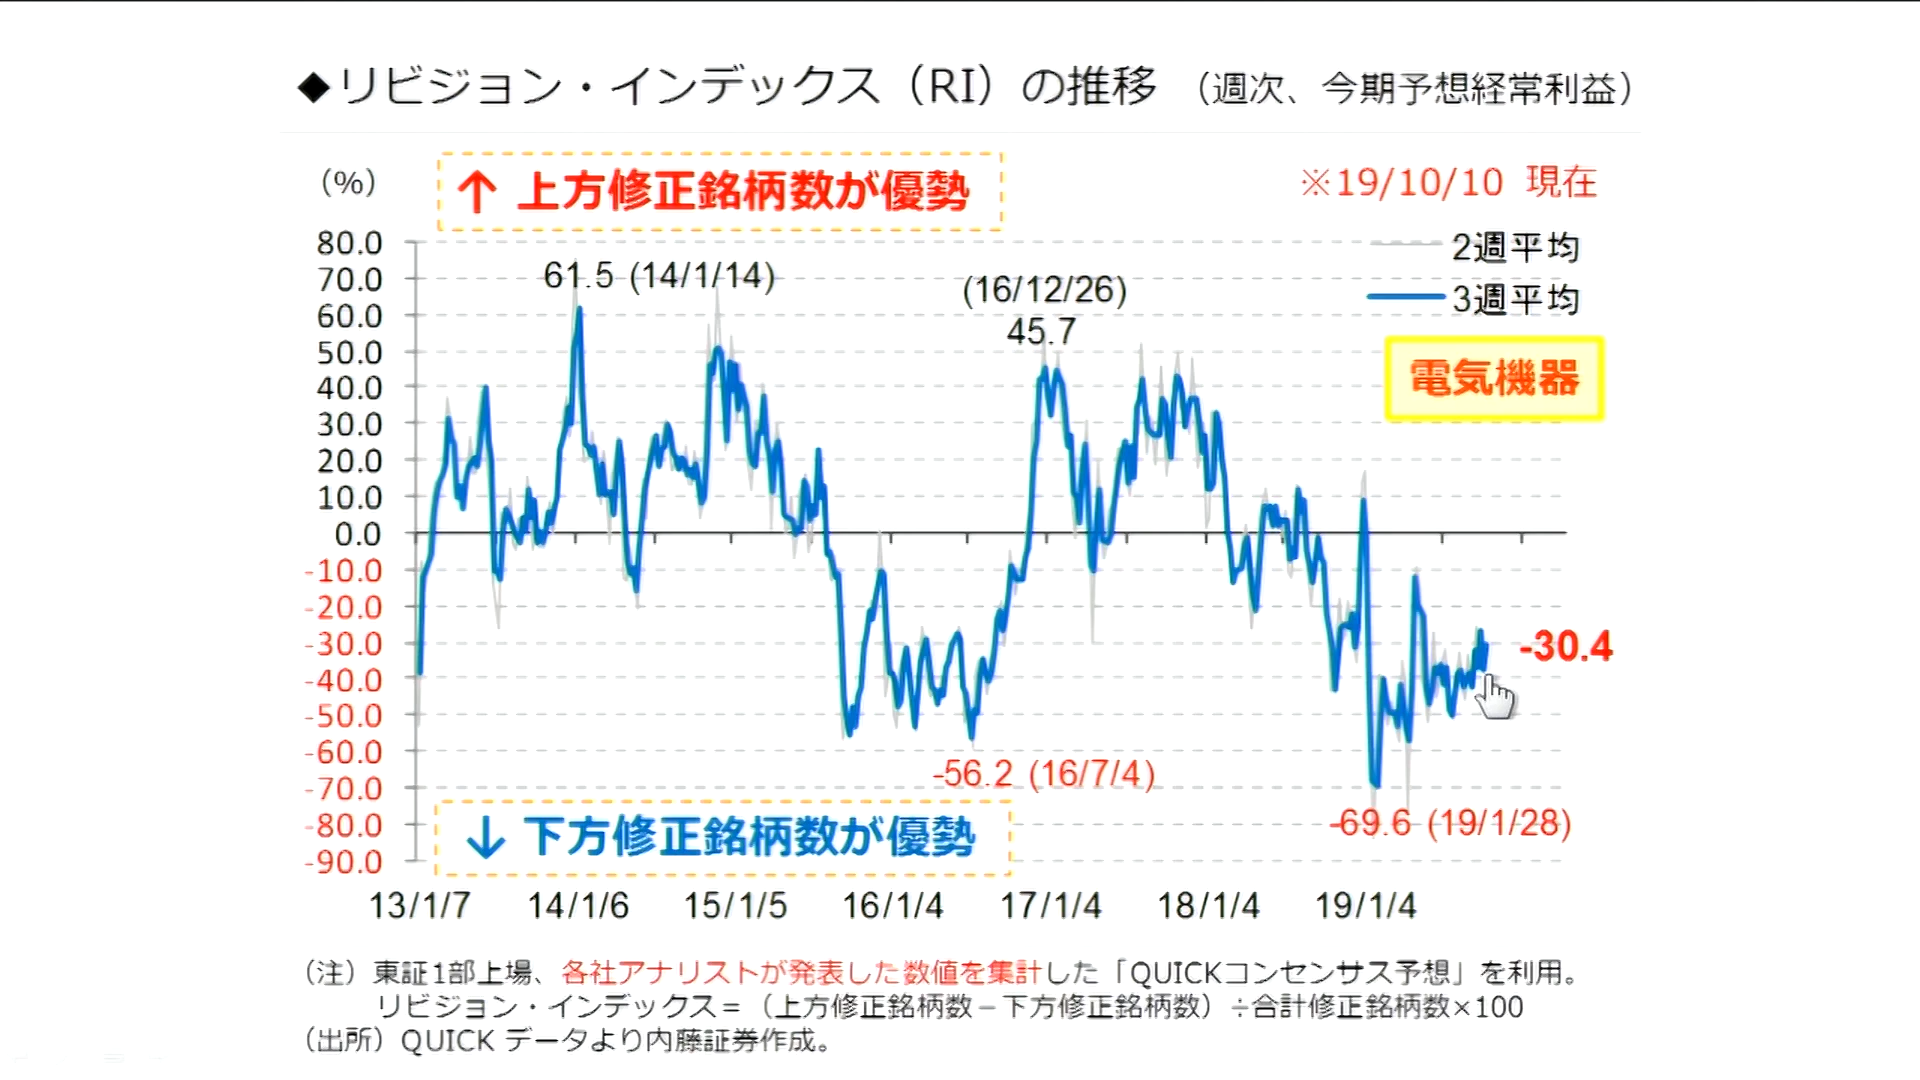 ◆リビジョン・インデックス（RI）の推移 （週次、今期予想経常利益）
（%）
↑ 上方修正銘柄数が優勢
※19/10/10 現在
2週平均
3週平均
電気機器
80.0
70.0
60.0
50.0
40.0
30.0
20.0
10.0
0.0
-10.0
-20.0
-30.0
-40.0
-50.0
-60.0
-70.0
-80.0
-90.0
61.5 (14/1/14)
(16/12/26)
45.7
-30.4
-56.2 (16/7/4)
-69.6 (19/1/28)
↓ 下方修正銘柄数が優勢
13/1/7 14/1/6 15/1/5 16/1/4 17/1/4 18/1/4 19/1/4
（注）東証1部上場、各社アナリストが発表した数値を集計した「QUICKコンセンサス予想」を利用。
リビジョン・インデックス＝（上方修正銘柄数－下方修正銘柄数）÷合計修正銘柄数×100
（出所）QUICK データより内藤証券作成。